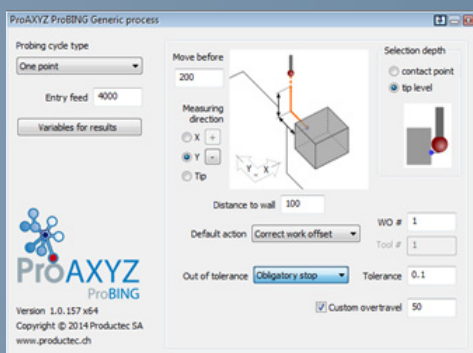 ProAXYZ ProBING Generic process
Probing cycle type
One point
Entry feed 4000
Variables for results
Move before
200
Measuring
direction
X +
Y -
Tip
Y X
Selection depth
contact point
tip level
Distance to wall 100
Default action Correct work offset
WO # 1
Tool # 1
Out of tolerance Obligatory stop
Tolerance 0.1
Custom overtravel 50
ProAXYZ
ProBING
Version 1.0.157 x64
Copyright © 2014 Productec SA
www.productec.ch